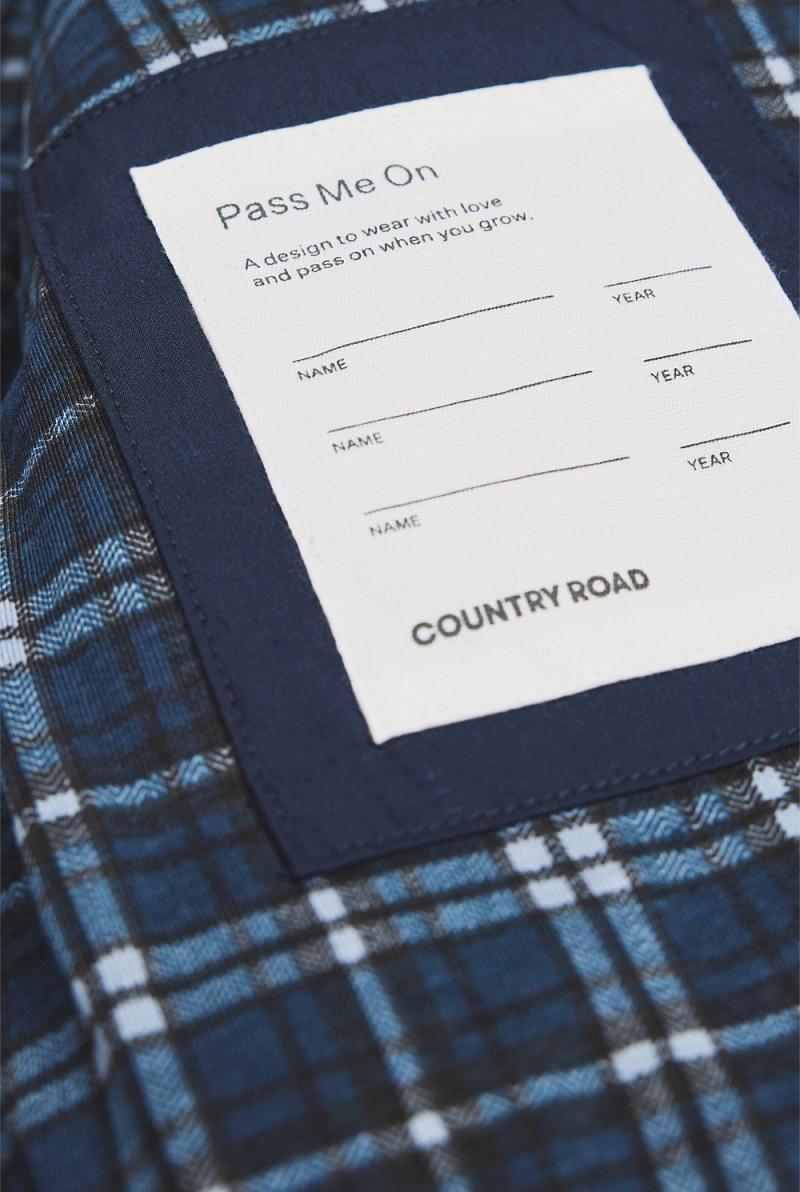 Pass Me On
A design to wear with love
and pass on when you grow.
NAME YEAR
NAME YEAR
NAME YEAR
COUNTRY ROAD